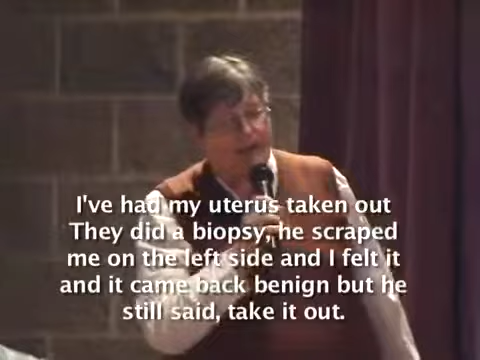 I've had my uterus taken out
They did a biopsy, he scraped
me on the left side and I felt it
and it came back benign but he
still said, take it out.